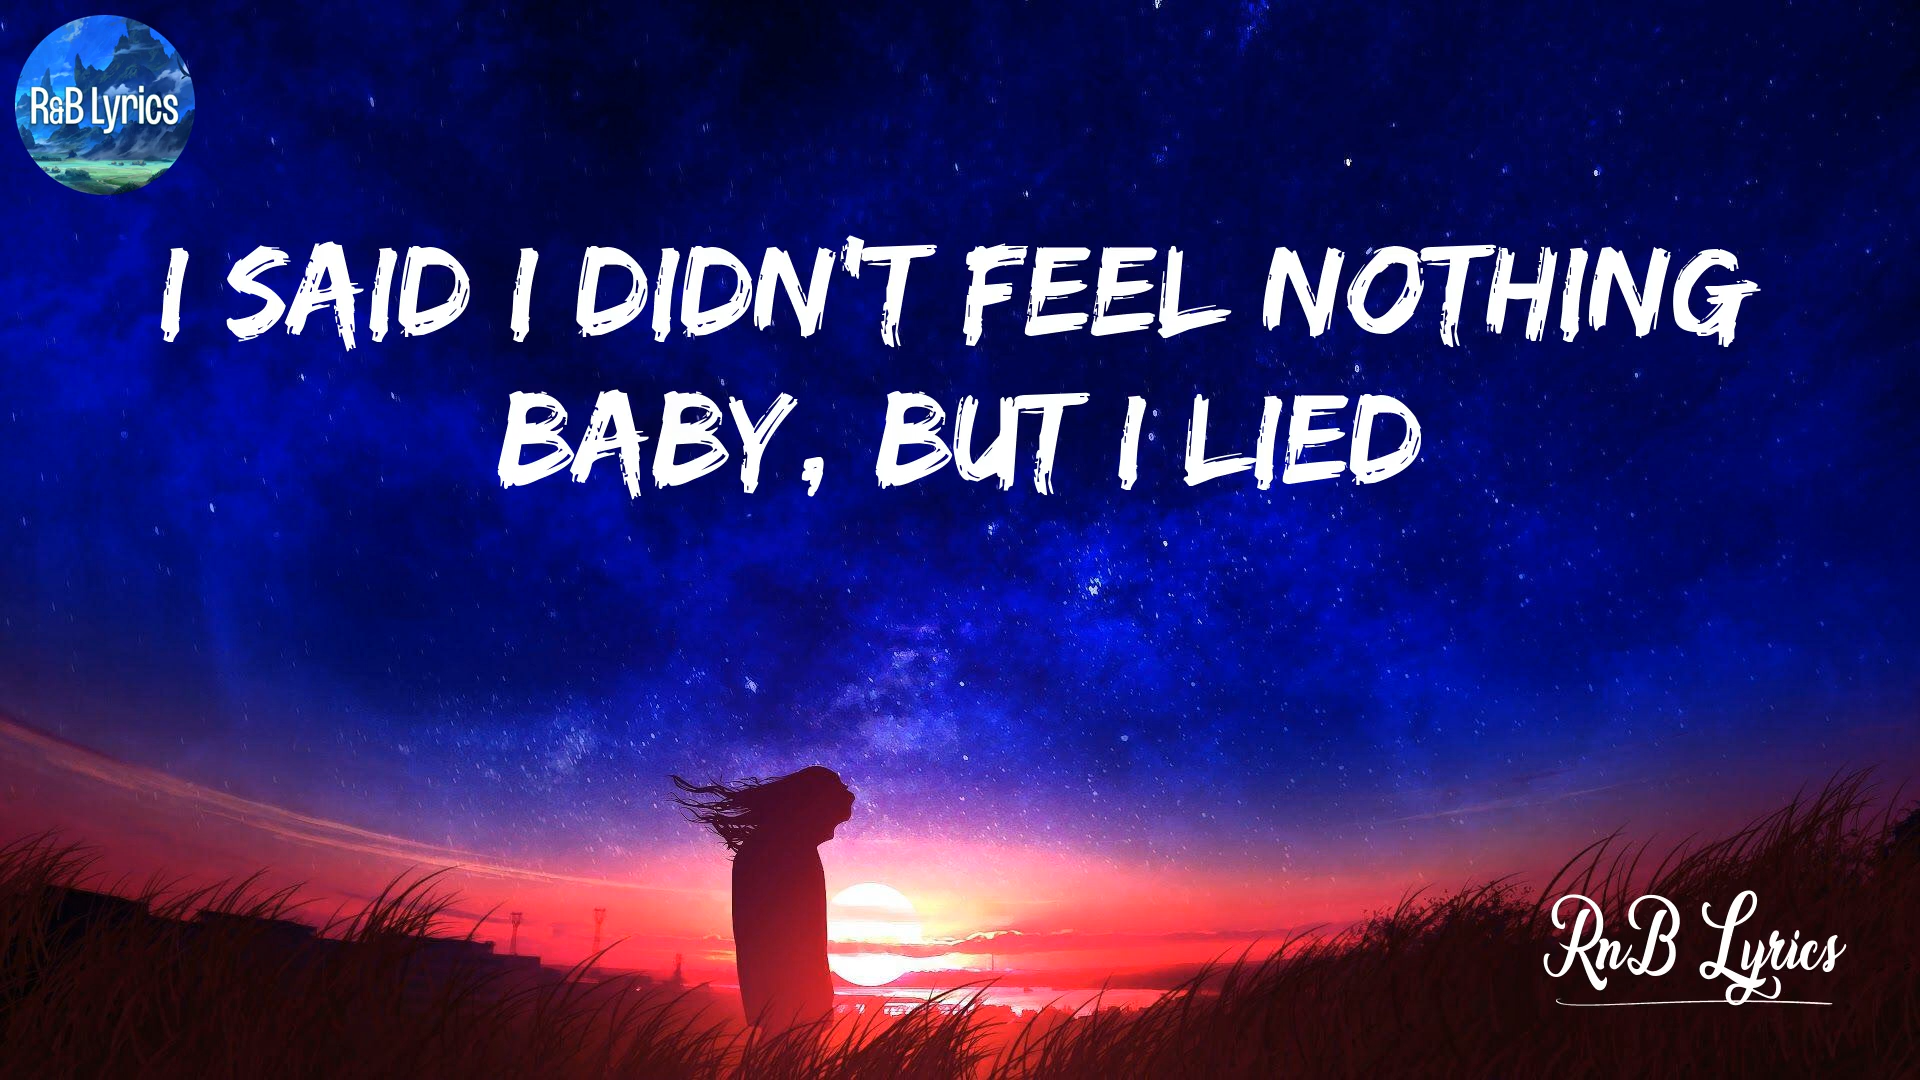 R&B Lyrics
I SAID I DIDN'T FEEL NOTHING
BABY, BUT I LIED
RnB Lyrics